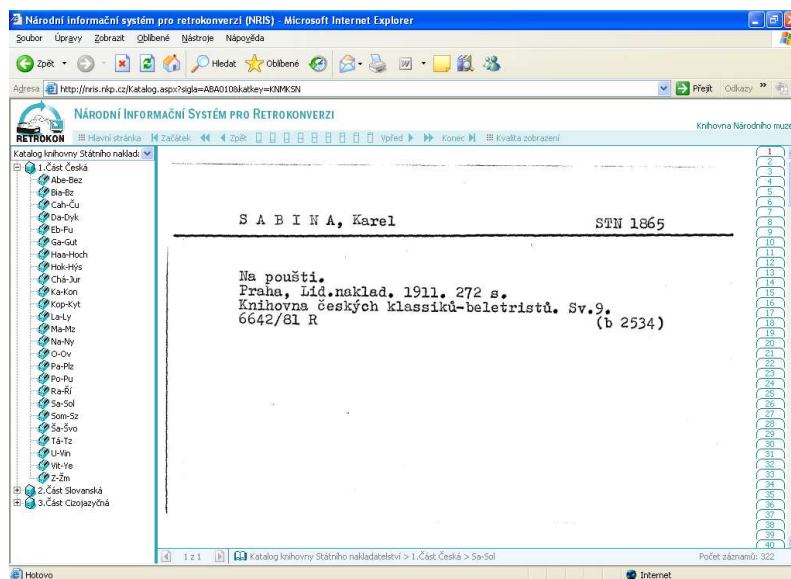 Národní informační systém pro retrokonverzi (NRIS) - Microsoft Internet Explorer
Soubor Úpravy Zobrazit Oblíbené Nástroje Nápověda
Zpět Hledat Oblíbené
Adresa http://nris.nkp.cz/Katalog.aspx?sigla=ABA010&katkey=KNMKSN Přejít Odkazy »
NÁRODNÍ INFORMAČNÍ SYSTÉM PRO RETROKONVERZI
Knihovna Národního muze
RETROKON Hlavní stránka Začátek Zpět Vpřed Konec Kvalita zobrazení
Katalog knihovny Státního naklad
1.Část Česká
Abe-Bez
Bia-Bz
Cah-Ču
Da-Dyk
Eb-Fu
Ga-Gut
Haa-Hoch
Hok-Hýs
Chá-Jur
Ka-Kon
Kop-Kyt
La-Ly
Ma-Mz
Na-Ny
O-Ov
Pa-Plz
Po-Pu
Ra-Ří
Sa-Sol
Som-Sz
Ša-Švo
Tá-Tz
U-Vin
Vit-Ye
Z-Žm
2.Část Slovanská
3.Část Cizojazyčná
S A B I N A, Karel STN 1865
Na poušti.
Praha, Lid.naklad. 1911. 272 s.
Knihovna českých klassiků-beletristů. Sv.9.
6642/81 R (b 2534)
1
2
3
4
5
6
7
8
9
10
11
12
13
14
15
16
17
18
19
20
21
22
23
24
25
26
27
28
29
30
31
32
33
34
35
36
37
38
39
40
1 z 1 Katalog knihovny Státního nakladatelství > 1.Část Česká > Sa-Sol Počet záznamů: 322
Hotovo Internet